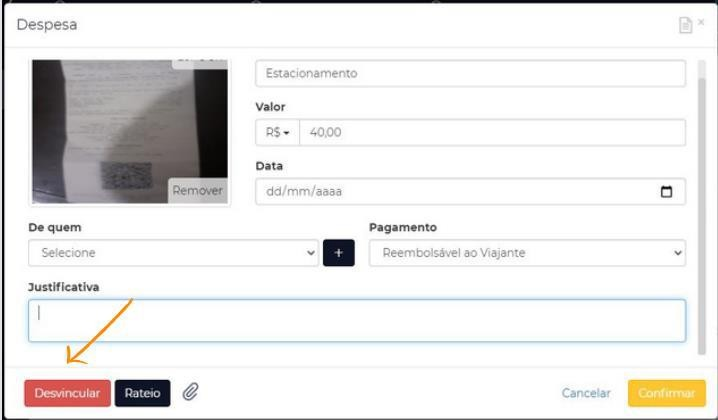 Despesa
Estacionamento
Remover
Valor
R$ 40,00
Data
dd/mm/aaaa
De quem
Pagamento
Selecione + Reembolsável ao Viajante
Justificativa
Desvincular Rateio Cancelar Confirmar